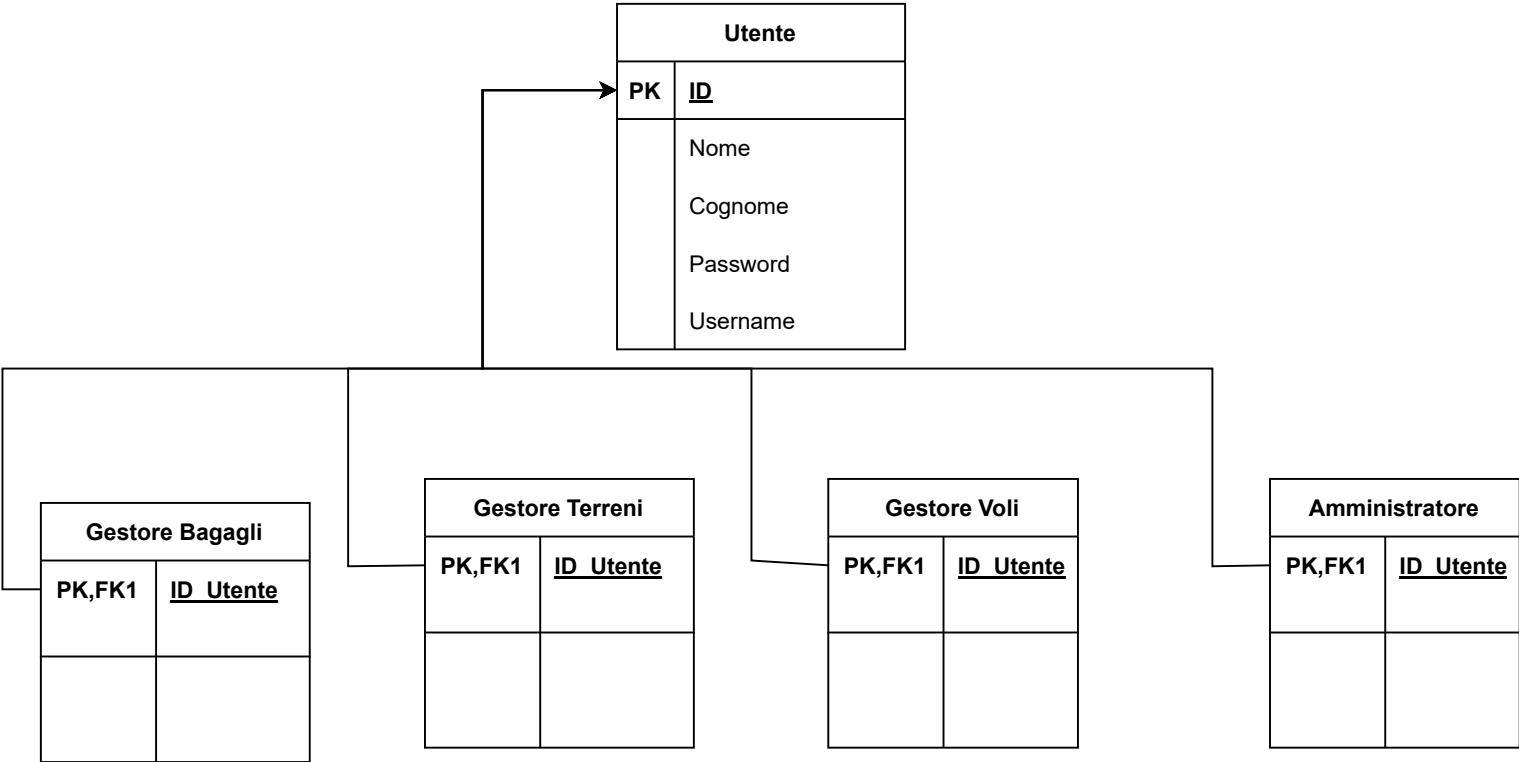 Utente
PK ID
Nome
Cognome
Password
Username
Gestore Bagagli
PK,FK1 ID_Utente
Gestore Terreni
PK,FK1 ID_Utente
Gestore Voli
PK,FK1 ID_Utente
Amministratore
PK,FK1 ID_Utente